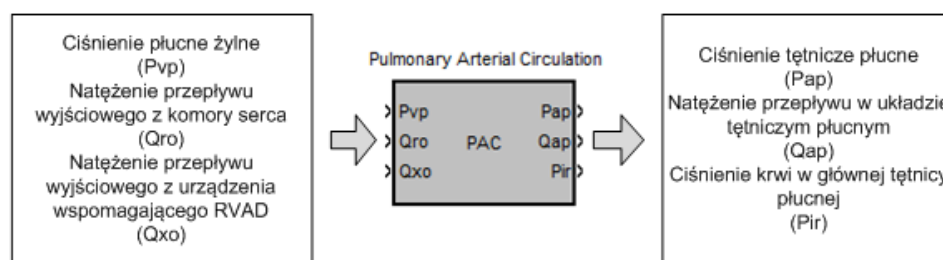 Ciśnienie płucne żylne
(Pvp)
Natężenie przepływu
wyjściowego z komory serca
(Qro)
Natężenie przepływu
wyjściowego z urządzenia
wspomagającego RVAD
(Qxo)
Pulmonary Arterial Circulation
Pvp
Qro
Qxo
PAC
Pap
Qap
Pir
Ciśnienie tętnicze płucne
(Pap)
Natężenie przepływu w układzie
tętniczym płucnym
(Qap)
Ciśnienie krwi w głównej tętnicy
płucnej
(Pir)